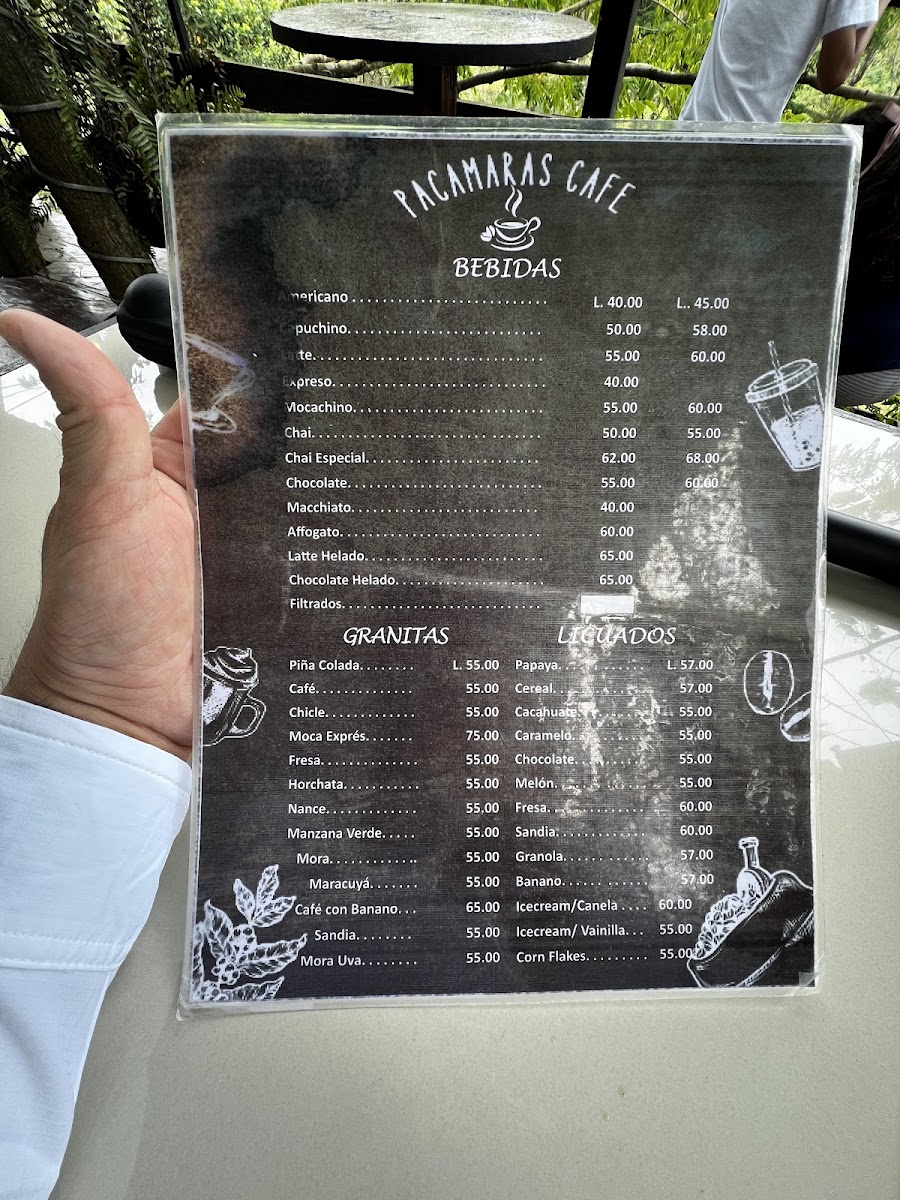 PACAMARAS CAFE
BEBIDAS
Americano . . . . . . . . . . . . . . . . . . . . . . . . . . L. 40.00 L.. 45.00
Capuchino. . . . . . . . . . . . . . . . . . . . . . . . . . 50.00 58.00
Latte. . . . . . . . . . . . . . . . . . . . . . . . . . . . . . . 55.00 60.00
Expreso. . . . . . . . . . . . . . . . . . . . . . . . . . . . . 40.00
Mocachino. . . . . . . . . . . . . . . . . . . . . . . . . . 55.00 60.00
Chai. . . . . . . . . . . . . . . . . . . . . . . . . . . . . . . 50.00 55.00
Chai Especial. . . . . . . . . . . . . . . . . . . . . . . . 62.00 68.00
Chocolate. . . . . . . . . . . . . . . . . . . . . . . . . . 55.00 60.00
Macchiato. . . . . . . . . . . . . . . . . . . . . . . . . 40.00
Affogato. . . . . . . . . . . . . . . . . . . . . . . . . . . 60.00
Latte Helado. . . . . . . . . . . . . . . . . . . . . . . . 65.00
Chocolate Helado. . . . . . . . . . . . . . . . . . . . 65.00
Filtrados. . . . . . . . . . . . . . . . . . . . . . . . . . .
GRANITAS
Piña Colada. . . . . . . . L. 55.00
Café. . . . . . . . . . . . . . 55.00
Chicle. . . . . . . . . . . . . 55.00
Moca Exprés. . . . . . . 75.00
Fresa. . . . . . . . . . . . . . 55.00
Horchata. . . . . . . . . . . 55.00
Nance. . . . . . . . . . . . . 55.00
Manzana Verde. . . . . 55.00
Mora. . . . . . . . . . . .. 55.00
Maracuyá. . . . . . . 55.00
Café con Banano. . . 65.00
Sandia. . . . . . . . 55.00
Mora Uva. . . . . . . . 55.00
LICUADOS
Papaya. . . . . . . . . . . . . L. 57.00
Cereal. . . . . . . . . . . . . . 57.00
Cacahuate. . . . . . . . . . 55.00
Caramelo. . . . . . . . . . . 55.00
Chocolate. . . . . . . . . . . 55.00
Melón. . . . . . . . . . . . . . 55.00
Fresa. . . . . . . . . . . . . . . 60.00
Sandia. . . . . . . . . . . . . . 60.00
Granola. . . . . . . . . . . . . 57.00
Banano. . . . . . . . . . . . . 57.00
Icecream/Canela . . . . 60.00
Icecream/ Vainilla. . . 55.00
Corn Flakes. . . . . . . . . 55.00